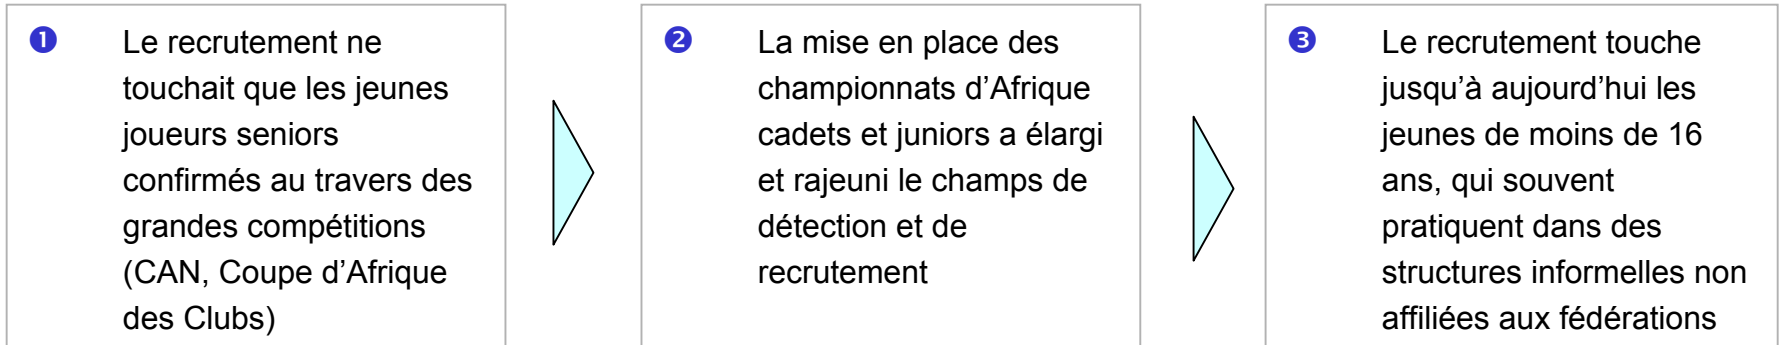 ❶ Le recrutement ne
touchait que les jeunes
joueurs seniors
confirmés au travers des
grandes compétitions
(CAN, Coupe d’Afrique
des Clubs)
❷ La mise en place des
championnats d’Afrique
cadets et juniors a élargi
et rajeuni le champs de
détection et de
recrutement
❸ Le recrutement touche
jusqu’à aujourd’hui les
jeunes de moins de 16
ans, qui souvent
pratiquent dans des
structures informelles non
affiliées aux fédérations